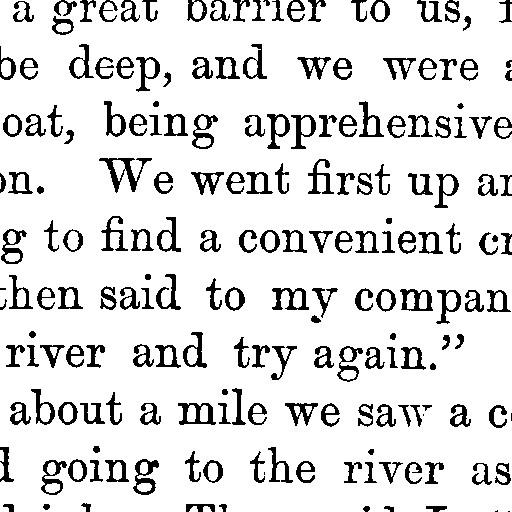 a great barrier to us, f
be deep, and we were a
oat, being apprehensive
on. We went first up an
g to find a convenient cr
then said to my compan
river and try again.”
about a mile we saw a c
d going to the river as